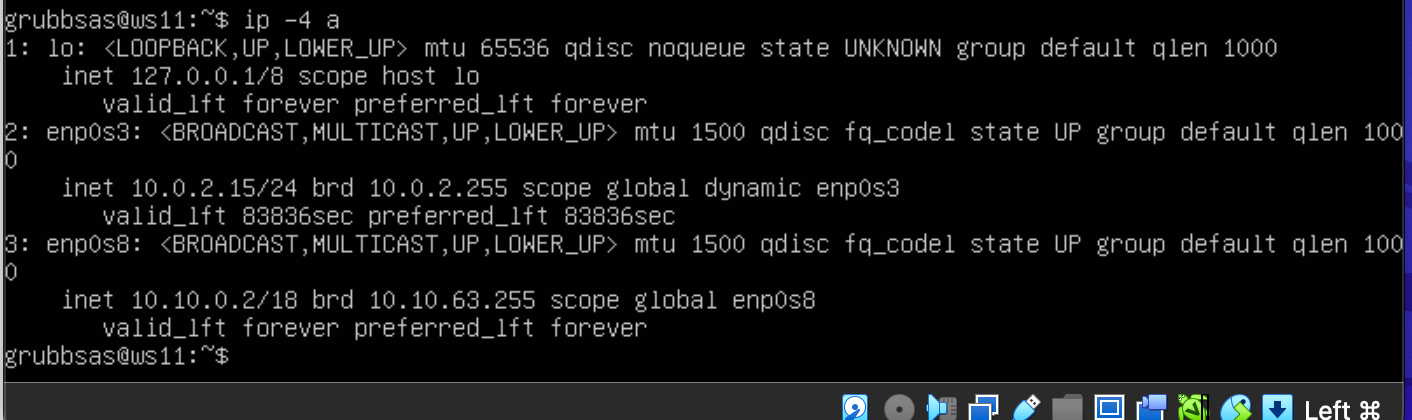 grubbsas@ws11:~$ ip -4 a
1: lo: <LOOPBACK,UP,LOWER_UP> mtu 65536 qdisc noqueue state UNKNOWN group default qlen 1000
    inet 127.0.0.1/8 scope host lo
       valid_lft forever preferred_lft forever
2: enp0s3: <BROADCAST,MULTICAST,UP,LOWER_UP> mtu 1500 qdisc fq_codel state UP group default qlen 100
0
    inet 10.0.2.15/24 brd 10.0.2.255 scope global dynamic enp0s3
       valid_lft 83836sec preferred_lft 83836sec
3: enp0s8: <BROADCAST,MULTICAST,UP,LOWER_UP> mtu 1500 qdisc fq_codel state UP group default qlen 100
0
    inet 10.10.0.2/18 brd 10.10.63.255 scope global enp0s8
       valid_lft forever preferred_lft forever
grubbsas@ws11:~$
Left ⌘